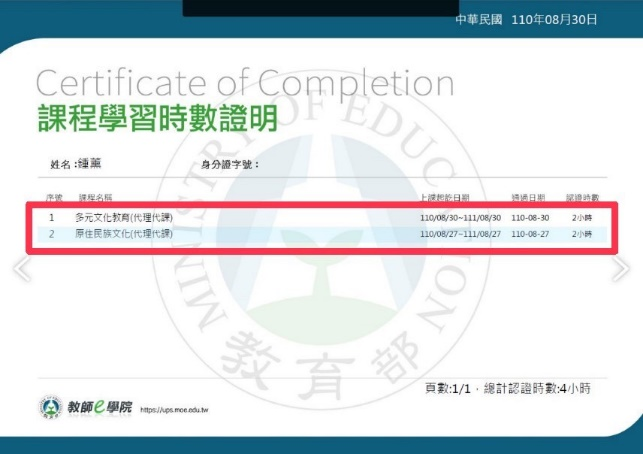 中華民國 110年08月30日
Certificate of Completion
課程學習時數證明
姓名:鍾薰 身分證字號：
序號 課程名稱 上課起訖日期 通過日期 認證時數
1 多元文化教育(代理代課) 110/08/30~111/08/30 110-08-30 2小時
2 原住民族文化(代理代課) 110/08/27~111/08/27 110-08-27 2小時
MINISTRY OF EDUCATION
教育部
頁數:1/1，總計認證時數:4小時
教師e學院 https://ups.moe.edu.tw